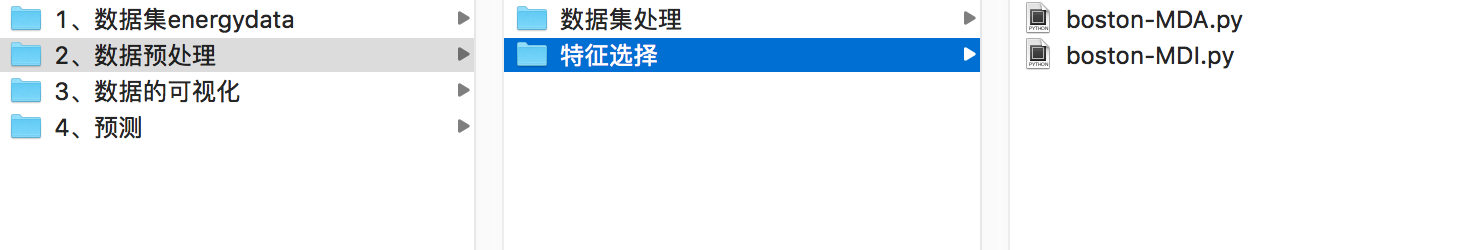 1、数据集energydata
2、数据预处理
3、数据的可视化
4、预测
数据集处理
特征选择
boston-MDA.py
boston-MDI.py
PYTHON
PYTHON